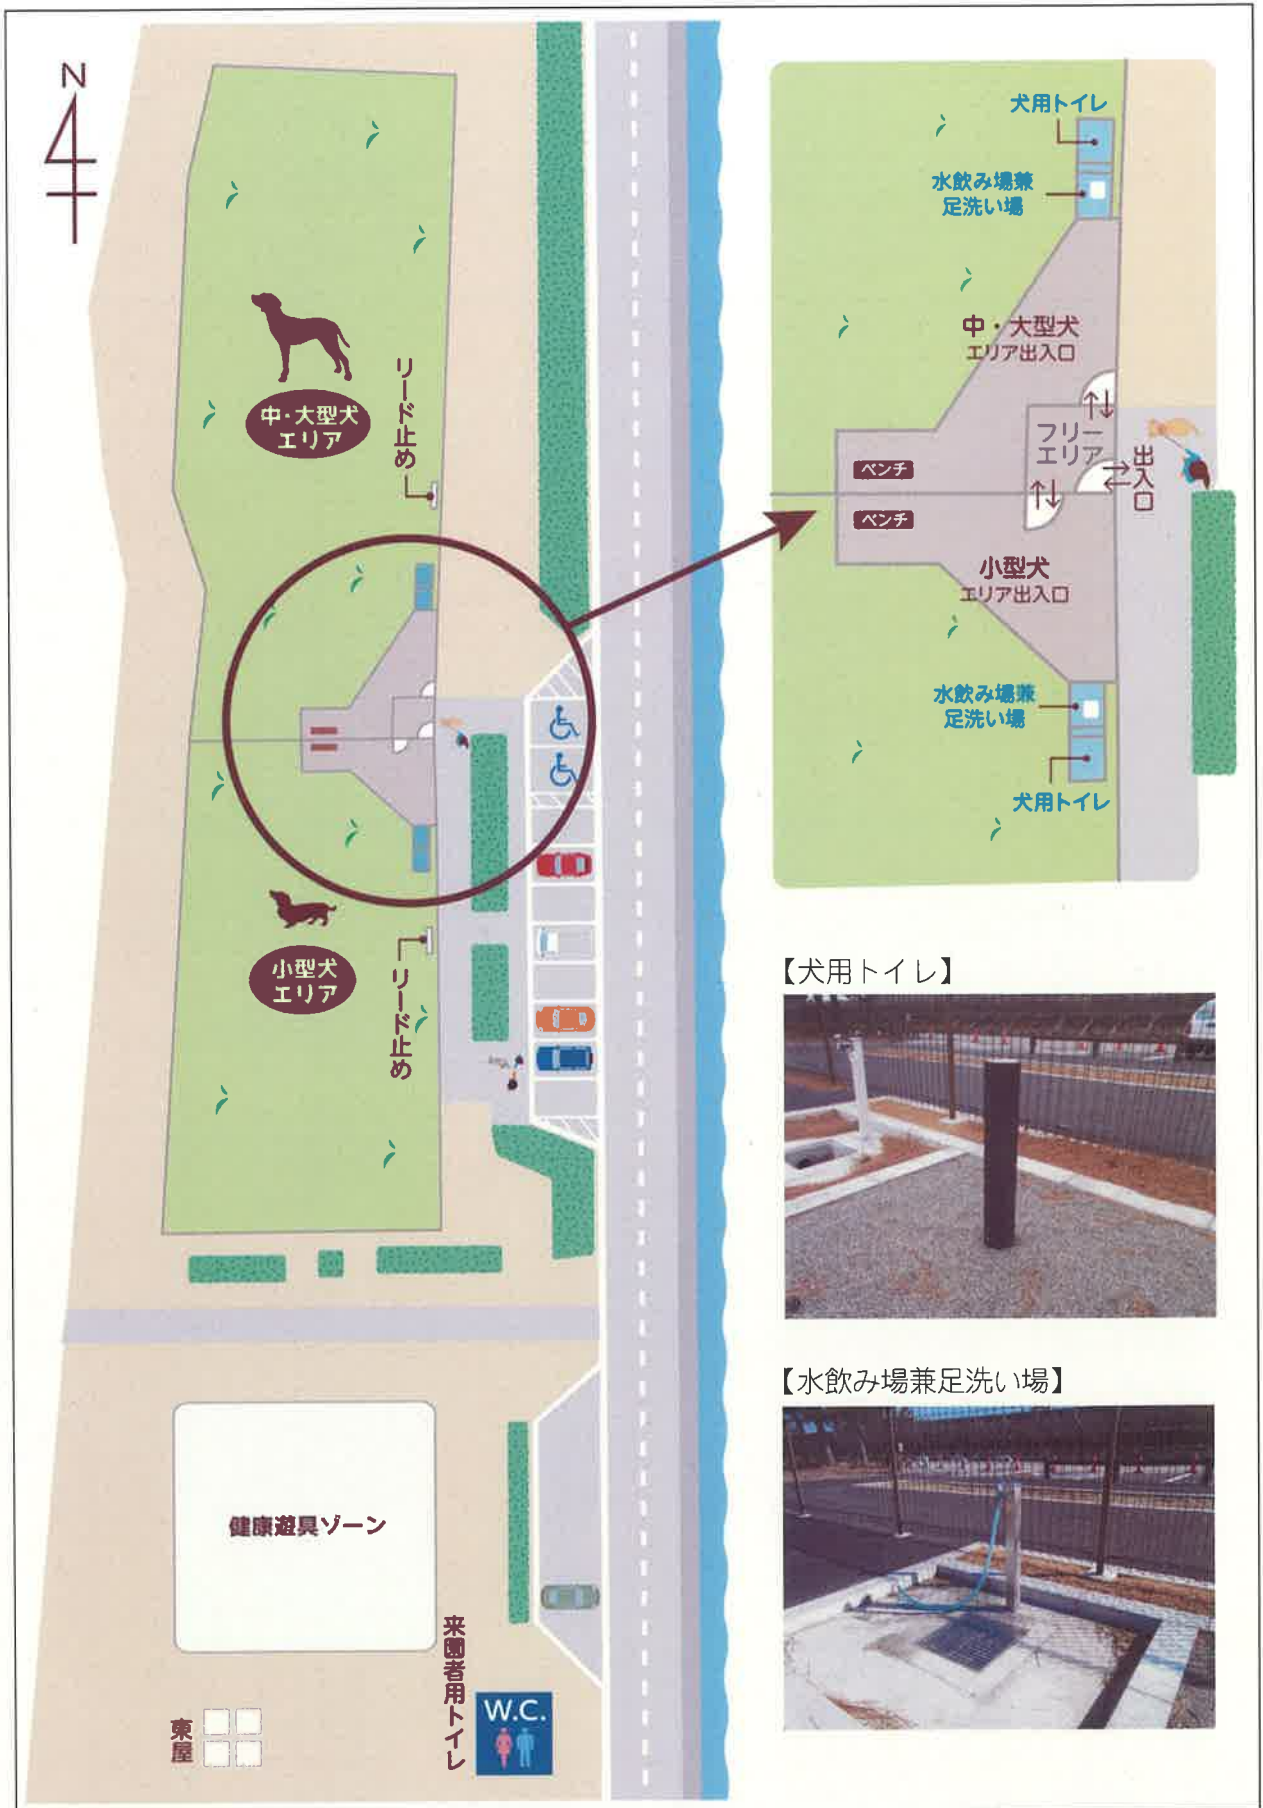 N
中・大型犬
エリア
リード止め
小型犬
エリア
リード止め
健康遊具ゾーン
来園者用トイレ
W.C.
東屋
犬用トイレ
水飲み場兼
足洗い場
中・大型犬
エリア出入口
フリー
エリア
出入口
ベンチ
ベンチ
小型犬
エリア出入口
水飲み場兼
足洗い場
犬用トイレ
【犬用トイレ】
【水飲み場兼足洗い場】